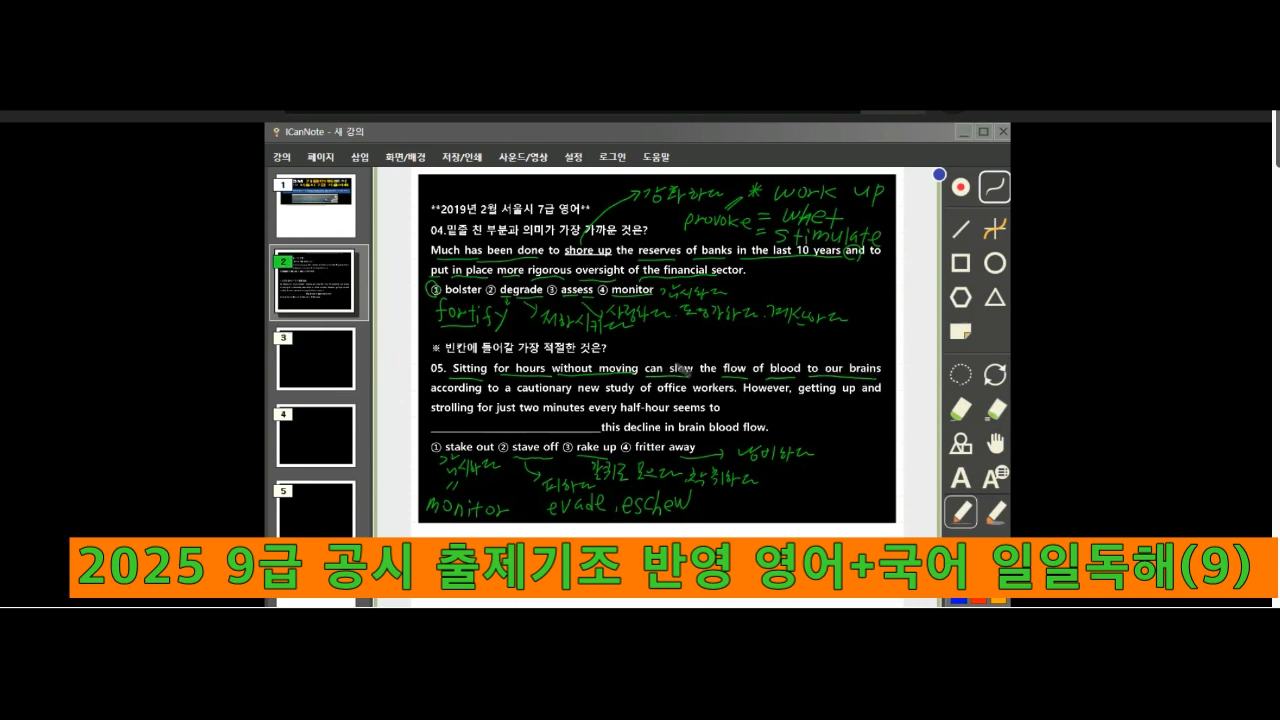 ICanNote - 새 강의
강의 페이지 삽입 화면/배경 저장/인쇄 사운드/영상 설정 로그인 도움말
1
2
3
4
5
강화하다 * work up
**2019년 2월 서울시 7급 영어**
provoke = whet
04.밑줄 친 부분과 의미가 가장 가까운 것은?
= stimulate
Much has been done to shore up the reserves of banks in the last 10 years and to
put in place more rigorous oversight of the financial sector.
① bolster ② degrade ③ assess ④ monitor 감시하다
fortify 저하시키다 사정하다.
※ 빈칸에 들어갈 가장 적절한 것은?
05. Sitting for hours without moving can slow the flow of blood to our brains
according to a cautionary new study of office workers. However, getting up and
strolling for just two minutes every half-hour seems to
____________________________this decline in brain blood flow.
① stake out ② stave off ③ rake up ④ fritter away
낭비하다
감시하다 갈퀴로 모으다
〃 피하다
monitor evade, eschew
A A
2025 9급 공시 출제기조 반영 영어+국어 일일독해(9)